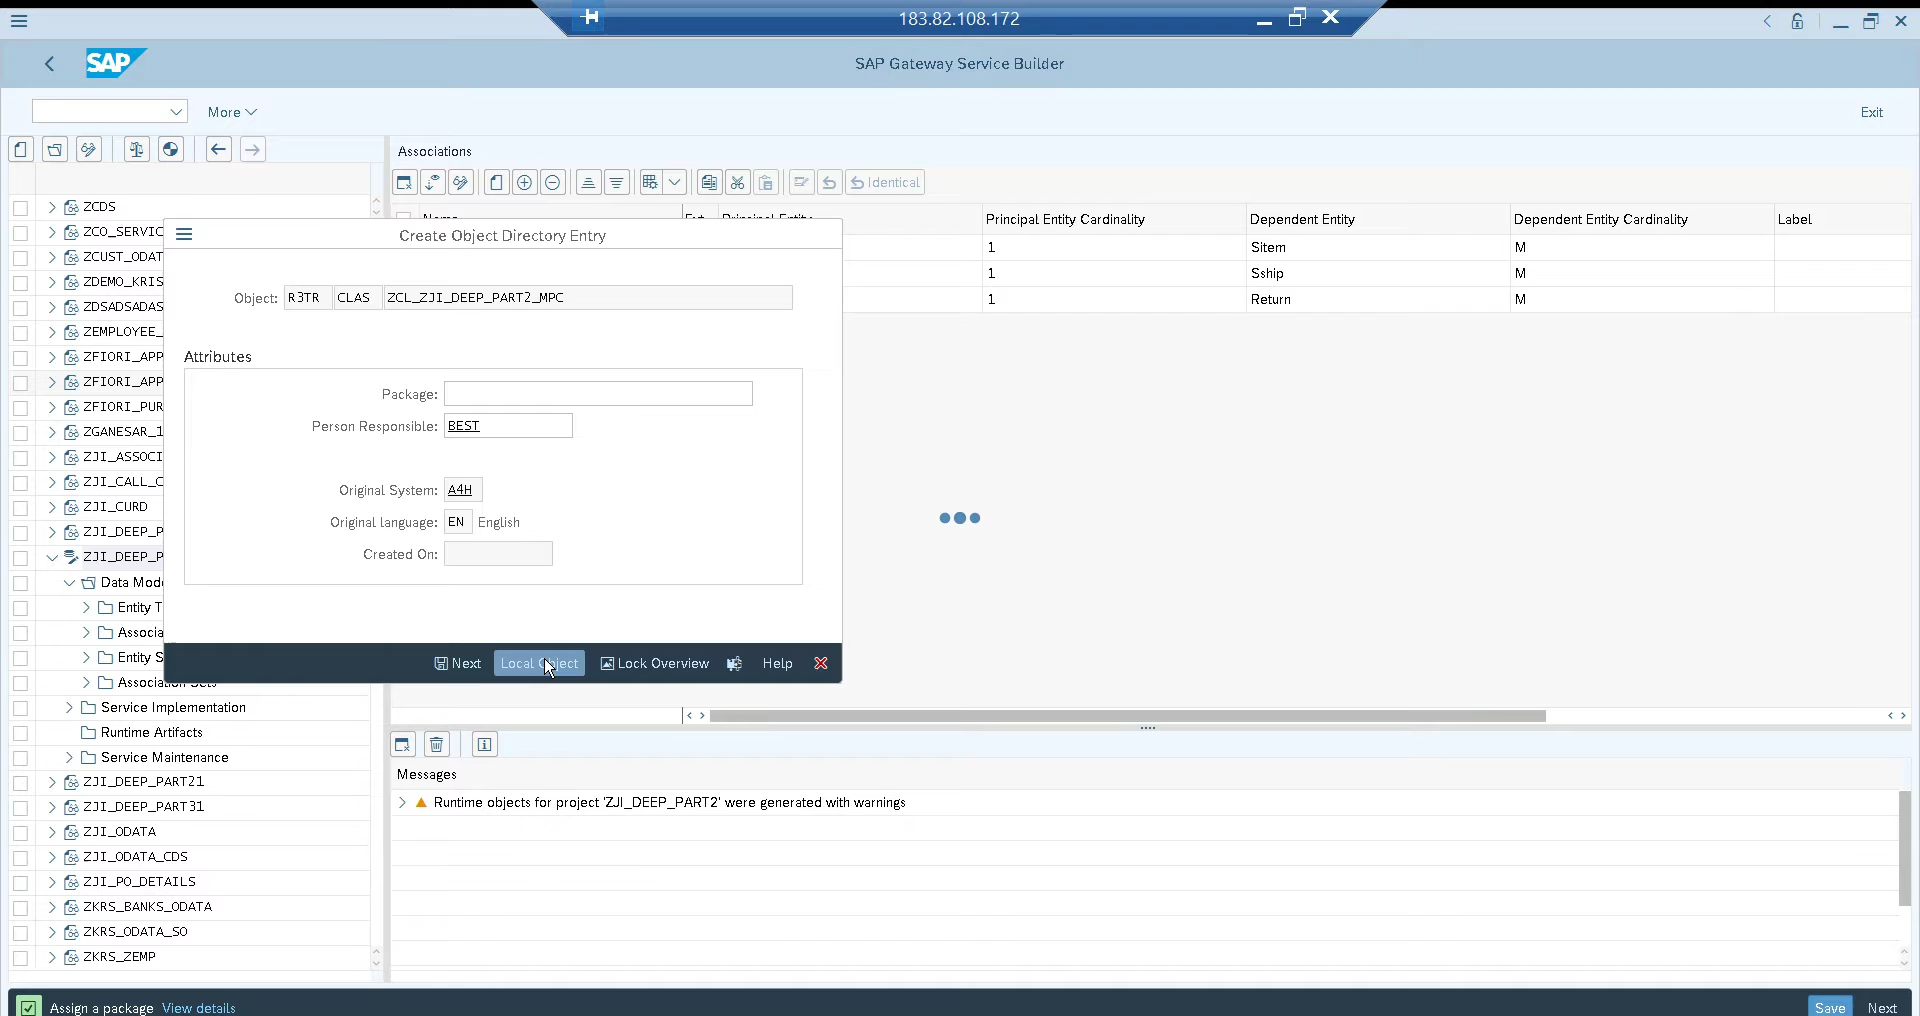 183.82.108.172
SAP
SAP Gateway Service Builder
More
Exit
Associations
Identical
Principal Entity Cardinality
Dependent Entity
Dependent Entity Cardinality
Label
1 Sitem M
1 Sship M
1 Return M
ZCDS
ZCO_SERVIC
ZCUST_ODAT
ZDEMO_KRIS
ZDSADSADAS
ZEMPLOYEE_
ZFIORI_APP
ZFIORI_APP
ZFIORI_PUR
ZGANESAR_1
ZJI_ASSOCI
ZJI_CALL_C
ZJI_CURD
ZJI_DEEP_P
ZJI_DEEP_P
Data Mode
Entity T
Associa
Entity S
Association Sets
Service Implementation
Runtime Artifacts
Service Maintenance
ZJI_DEEP_PART21
ZJI_DEEP_PART31
ZJI_ODATA
ZJI_ODATA_CDS
ZJI_PO_DETAILS
ZKRS_BANKS_ODATA
ZKRS_ODATA_SO
ZKRS_ZEMP
Create Object Directory Entry
Object: R3TR CLAS ZCL_ZJI_DEEP_PART2_MPC
Attributes
Package:
Person Responsible: BEST
Original System: A4H
Original language: EN English
Created On:
Next
Local Object
Lock Overview
Help
Messages
Runtime objects for project 'ZJI_DEEP_PART2' were generated with warnings
Assign a package View details
Save
Next